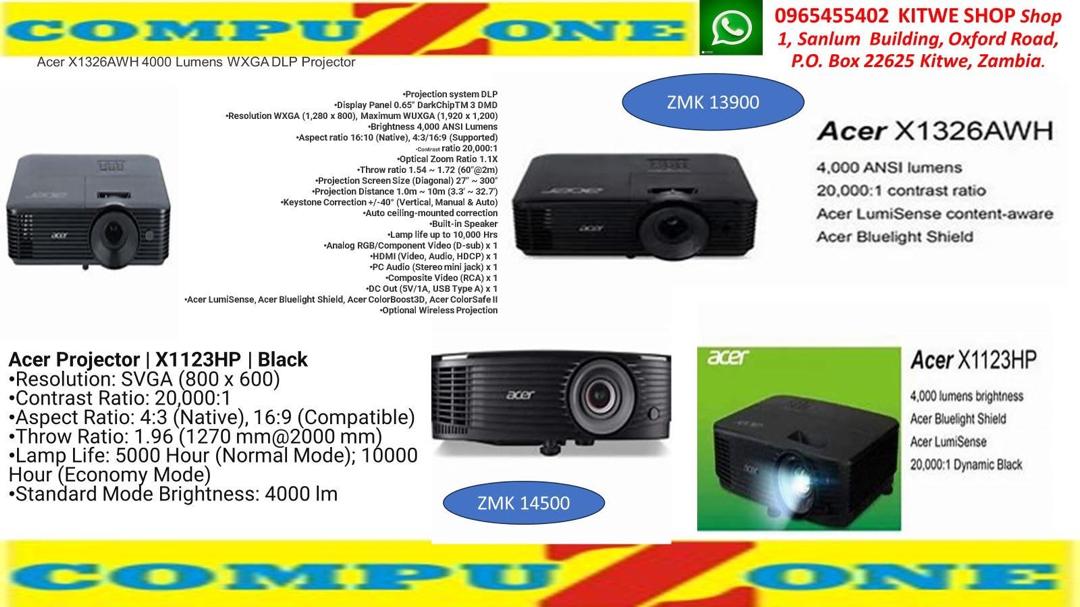 COMPUZONE
0965455402 KITWE SHOP Shop
1, Sanlum Building, Oxford Road,
P.O. Box 22625 Kitwe, Zambia.
Acer X1326AWH 4000 Lumens WXGA DLP Projector
•Projection system DLP
•Display Panel 0.65" DarkChipTM 3 DMD
•Resolution WXGA (1,280 x 800), Maximum WUXGA (1,920 x 1,200)
•Brightness 4,000 ANSI Lumens
•Aspect ratio 16:10 (Native), 4:3/16:9 (Supported)
•Contrast ratio 20,000:1
•Optical Zoom Ratio 1.1X
•Throw ratio 1.54 ~ 1.72 (60"@2m)
•Projection Screen Size (Diagonal) 27" ~ 300"
•Projection Distance 1.0m ~ 10m (3.3' ~ 32.7')
•Keystone Correction +/-40° (Vertical, Manual & Auto)
•Auto ceiling-mounted correction
•Built-in Speaker
•Lamp life up to 10,000 Hrs
•Analog RGB/Component Video (D-sub) x 1
•HDMI (Video, Audio, HDCP) x 1
•PC Audio (Stereo mini jack) x 1
•Composite Video (RCA) x 1
•DC Out (5V/1A, USB Type A) x 1
•Acer LumiSense, Acer Bluelight Shield, Acer ColorBoost3D, Acer ColorSafe II
•Optional Wireless Projection
acer
ZMK 13900
acer
acer
Acer X1326AWH
4,000 ANSI lumens
20,000:1 contrast ratio
Acer LumiSense content-aware
Acer Bluelight Shield
Acer Projector | X1123HP | Black
•Resolution: SVGA (800 x 600)
•Contrast Ratio: 20,000:1
•Aspect Ratio: 4:3 (Native), 16:9 (Compatible)
•Throw Ratio: 1.96 (1270 mm@2000 mm)
•Lamp Life: 5000 Hour (Normal Mode); 10000
Hour (Economy Mode)
•Standard Mode Brightness: 4000 lm
acer
ZMK 14500
acer
acer
Acer X1123HP
4,000 lumens brightness
Acer Bluelight Shield
Acer LumiSense
20,000:1 Dynamic Black
COMPUZONE